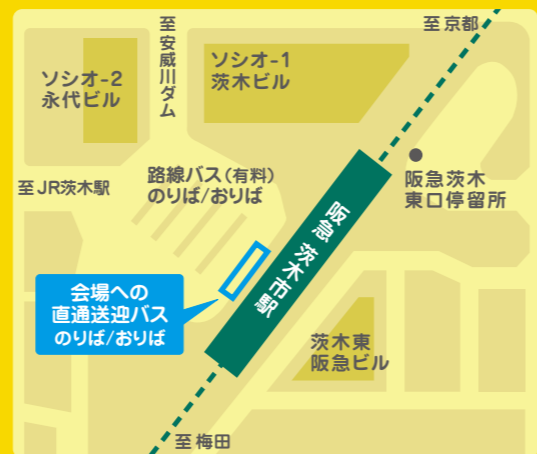 至京都
至安威川ダム
ソシオ-1
茨木ビル
ソシオ-2
永代ビル
路線バス(有料)
のりば/おりば
至JR茨木駅
阪急茨木
東口停留所
阪急 茨木市駅
会場への
直通送迎バス
のりば/おりば
茨木東
阪急ビル
至梅田